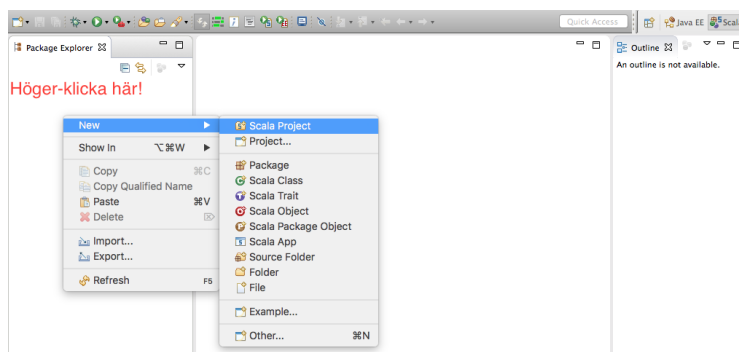 Quick Access
Java EE
Scal
Package Explorer
Outline
An outline is not available.
Höger-klicka här!
New
Show In ⌥⌘W
Copy ⌘C
Copy Qualified Name
Paste ⌘V
Delete ⌦
Import...
Export...
Refresh F5
Scala Project
Project...
Package
Scala Class
Scala Trait
Scala Object
Scala Package Object
Scala App
Source Folder
Folder
File
Example...
Other... ⌘N